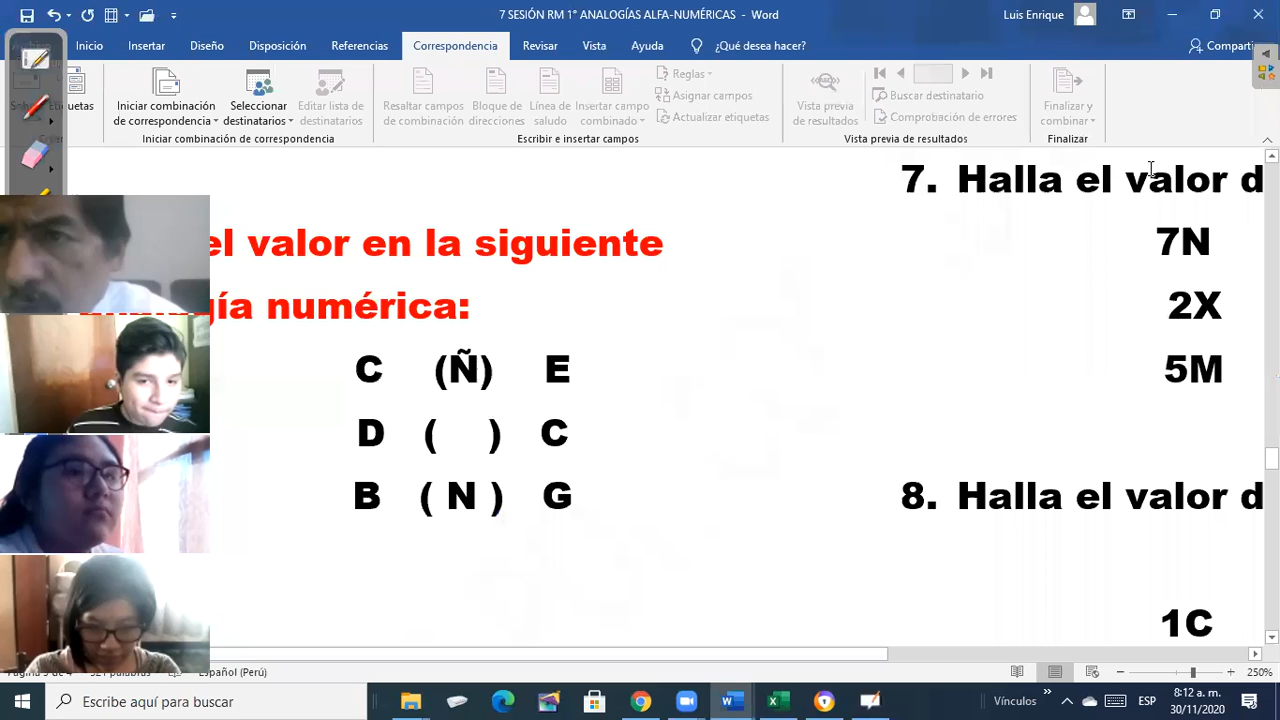 7 SESIÓN RM 1° ANALOGÍAS ALFA-NUMÉRICAS - Word
Luis Enrique
Inicio
Insertar
Diseño
Disposición
Referencias
Correspondencia
Revisar
Vista
Ayuda
¿Qué desea hacer?
Comparti
Iniciar combinación
de correspondencia
Seleccionar
destinatarios
Editar lista de
destinatarios
Iniciar combinación de correspondencia
Resaltar campos
de combinación
Bloque de
direcciones
Línea de
saludo
Insertar campo
combinado
Reglas
Asignar campos
Actualizar etiquetas
Escribir e insertar campos
Vista previa
de resultados
Buscar destinatario
Comprobación de errores
Vista previa de resultados
Finalizar y
combinar
Finalizar
el valor en la siguiente
numérica:
C (Ñ) E
D ( ) C
B ( N ) G
7. Halla el valor d
7N
2X
5M
8. Halla el valor d
1C
Español (Perú)
250%
Escribe aquí para buscar
Vínculos
ESP
8:12 a. m.
30/11/2020